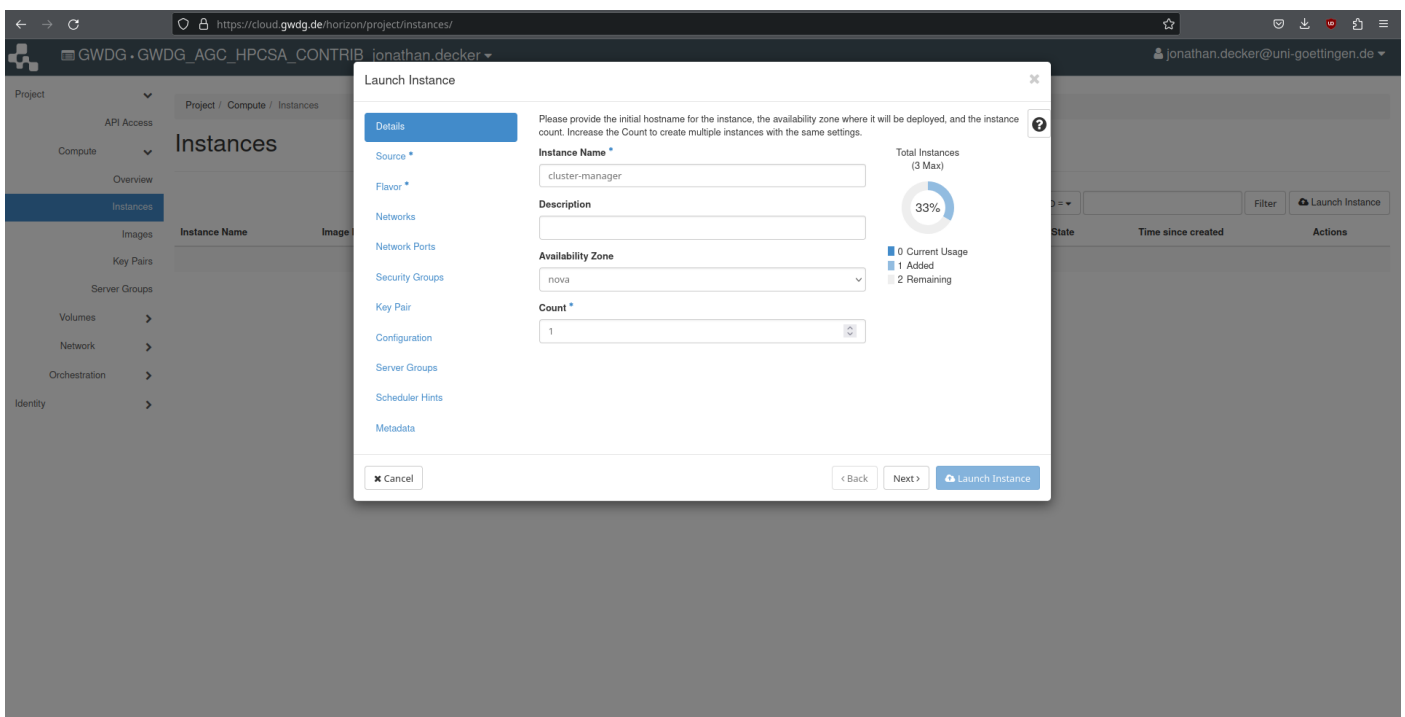 https://cloud.gwdg.de/horizon/project/instances/
GWDG • GWDG_AGC_HPCSA_CONTRIB_jonathan.decker
jonathan.decker@uni-goettingen.de
Project
API Access
Compute
Overview
Instances
Images
Key Pairs
Server Groups
Volumes
Network
Orchestration
Identity
Project / Compute / Instances
Instances
Filter
Launch Instance
Instance Name
Image
State
Time since created
Actions
Launch Instance
Details
Source *
Flavor *
Networks
Network Ports
Security Groups
Key Pair
Configuration
Server Groups
Scheduler Hints
Metadata
Please provide the initial hostname for the instance, the availability zone where it will be deployed, and the instance
count. Increase the Count to create multiple instances with the same settings.
Instance Name *
cluster-manager
Description
Availability Zone
nova
Count *
1
Total Instances
(3 Max)
33%
0 Current Usage
1 Added
2 Remaining
Cancel
‹ Back
Next ›
Launch Instance